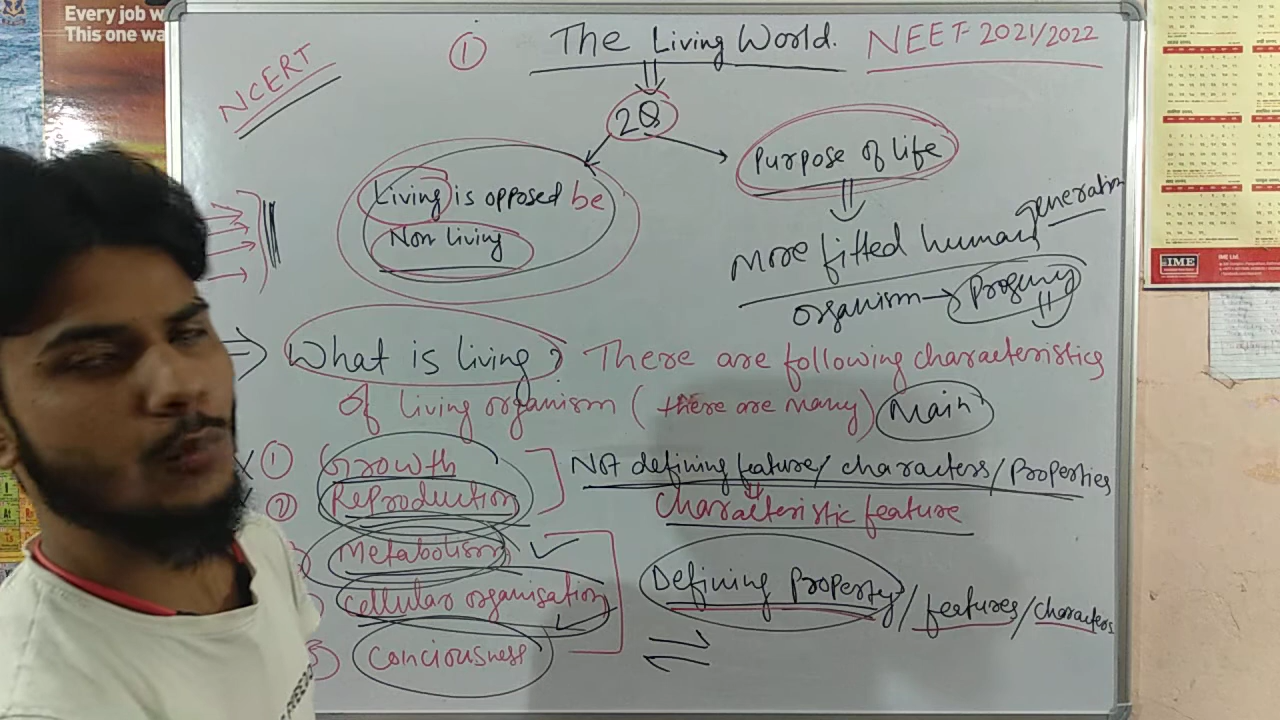 Every job w
This one wa
① The Living World. NEET- 2021/2022
NCERT
2Q
Living is opposed be
Non living
Purpose of life
More fitted human generation
organism → Progeny
What is living? There are following characteristics
of living organism (there are many) Main
① Growth
② Reproduction
Not defining feature/ characters/ Properties
characteristic feature
Metabolism
cellular organisation
Defining property/ features/ characters
Conciousness
IME
IME Ltd.